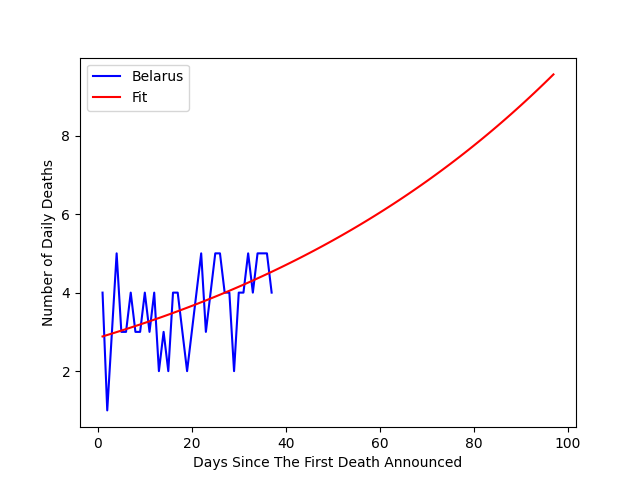 Belarus
Fit
Number of Daily Deaths
8
6
4
2
0 20 40 60 80 100
Days Since The First Death Announced